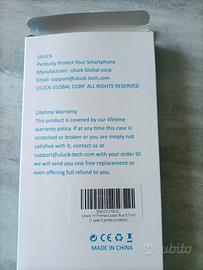 ULUCK
Perfectly Protect Your Smartphone
Manufacturer: Uluck Global corp
Email: support@uluck-tech.com
ULUCK GLOBAL CORP. ALL RIGHTS RESERVED
Lifetime Warranty
This product is covered by our lifetime
warranty policy, if at any time this case is
scratched or broken or you are simply
not satisfied with it, contact us at
support@uluck-tech.com with your order ID,
we will send you one free replacement or
even offering full refund to you.
MADE IN CHINA
Subito